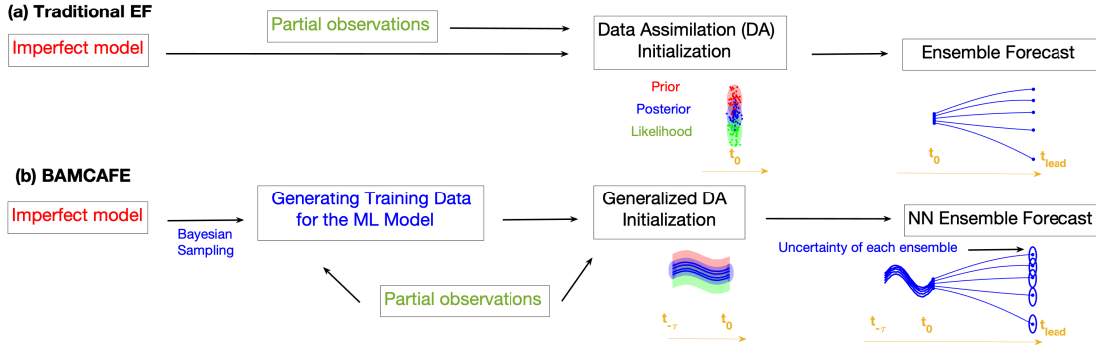 (a) Traditional EF
Partial observations
Imperfect model
Data Assimilation (DA)
Initialization
Ensemble Forecast
Prior
Posterior
Likelihood
t0
t0
tlead
(b) BAMCAFE
Imperfect model
Bayesian
Sampling
Generating Training Data
for the ML Model
Generalized DA
Initialization
NN Ensemble Forecast
Uncertainty of each ensemble
Partial observations
t-τ
t0
t-τ
t0
tlead